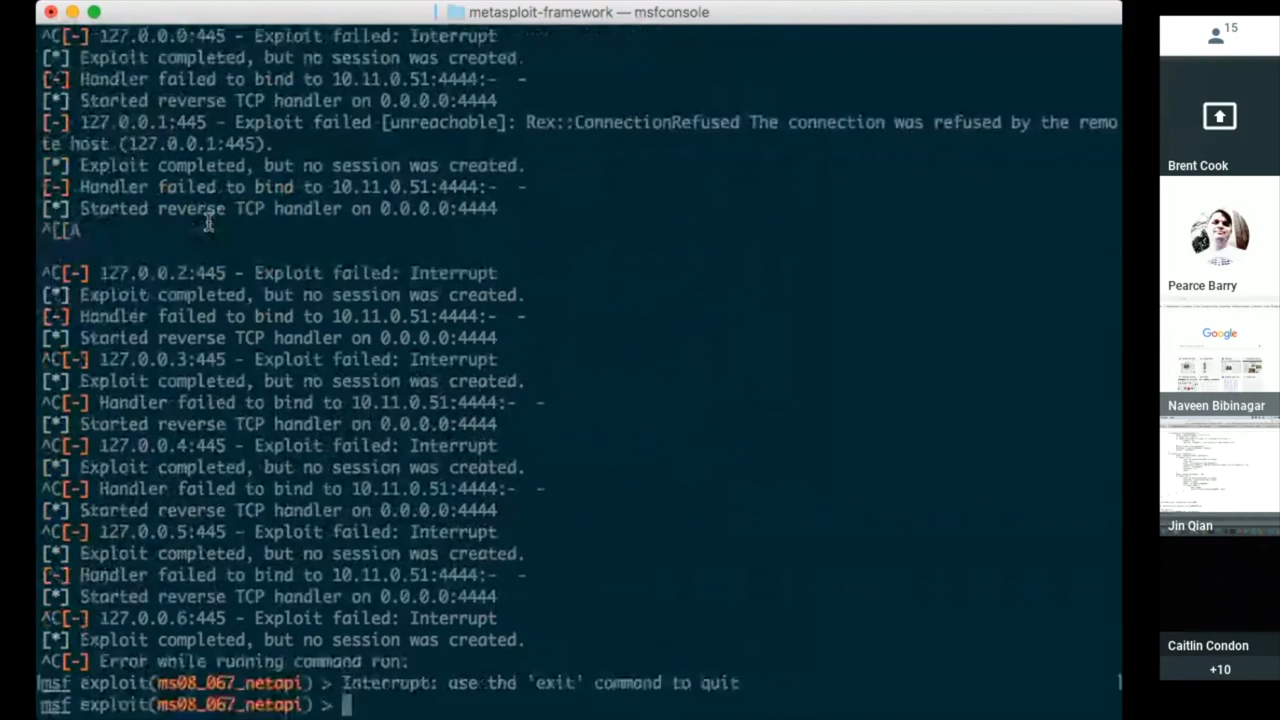 metasploit-framework — msfconsole
^C[-] 127.0.0.0:445 - Exploit failed: Interrupt
[*] Exploit completed, but no session was created.
[-] Handler failed to bind to 10.11.0.51:4444:-  -
[*] Started reverse TCP handler on 0.0.0.0:4444
[-] 127.0.0.1:445 - Exploit failed [unreachable]: Rex::ConnectionRefused The connection was refused by the remo
te host (127.0.0.1:445).
[*] Exploit completed, but no session was created.
[-] Handler failed to bind to 10.11.0.51:4444:-  -
[*] Started reverse TCP handler on 0.0.0.0:4444
^[[A
^C[-] 127.0.0.2:445 - Exploit failed: Interrupt
[*] Exploit completed, but no session was created.
[-] Handler failed to bind to 10.11.0.51:4444:-  -
[*] Started reverse TCP handler on 0.0.0.0:4444
^C[-] 127.0.0.3:445 - Exploit failed: Interrupt
[*] Exploit completed, but no session was created.
^C[-] Handler failed to bind to 10.11.0.51:4444:-  -
[*] Started reverse TCP handler on 0.0.0.0:4444
^C[-] 127.0.0.4:445 - Exploit failed: Interrupt
[*] Exploit completed, but no session was created.
^C[-] Handler failed to bind to 10.11.0.51:4444:-  -
[*] Started reverse TCP handler on 0.0.0.0:4444
^C[-] 127.0.0.5:445 - Exploit failed: Interrupt
[*] Exploit completed, but no session was created.
[-] Handler failed to bind to 10.11.0.51:4444:-  -
[*] Started reverse TCP handler on 0.0.0.0:4444
^C[-] 127.0.0.6:445 - Exploit failed: Interrupt
[*] Exploit completed, but no session was created.
^C[-] Error while running command run:
msf exploit(ms08_067_netapi) > Interrupt: use the 'exit' command to quit
msf exploit(ms08_067_netapi) >
15
Brent Cook
Pearce Barry
Google
Naveen Bibinagar
Jin Qian
Caitlin Condon
+10